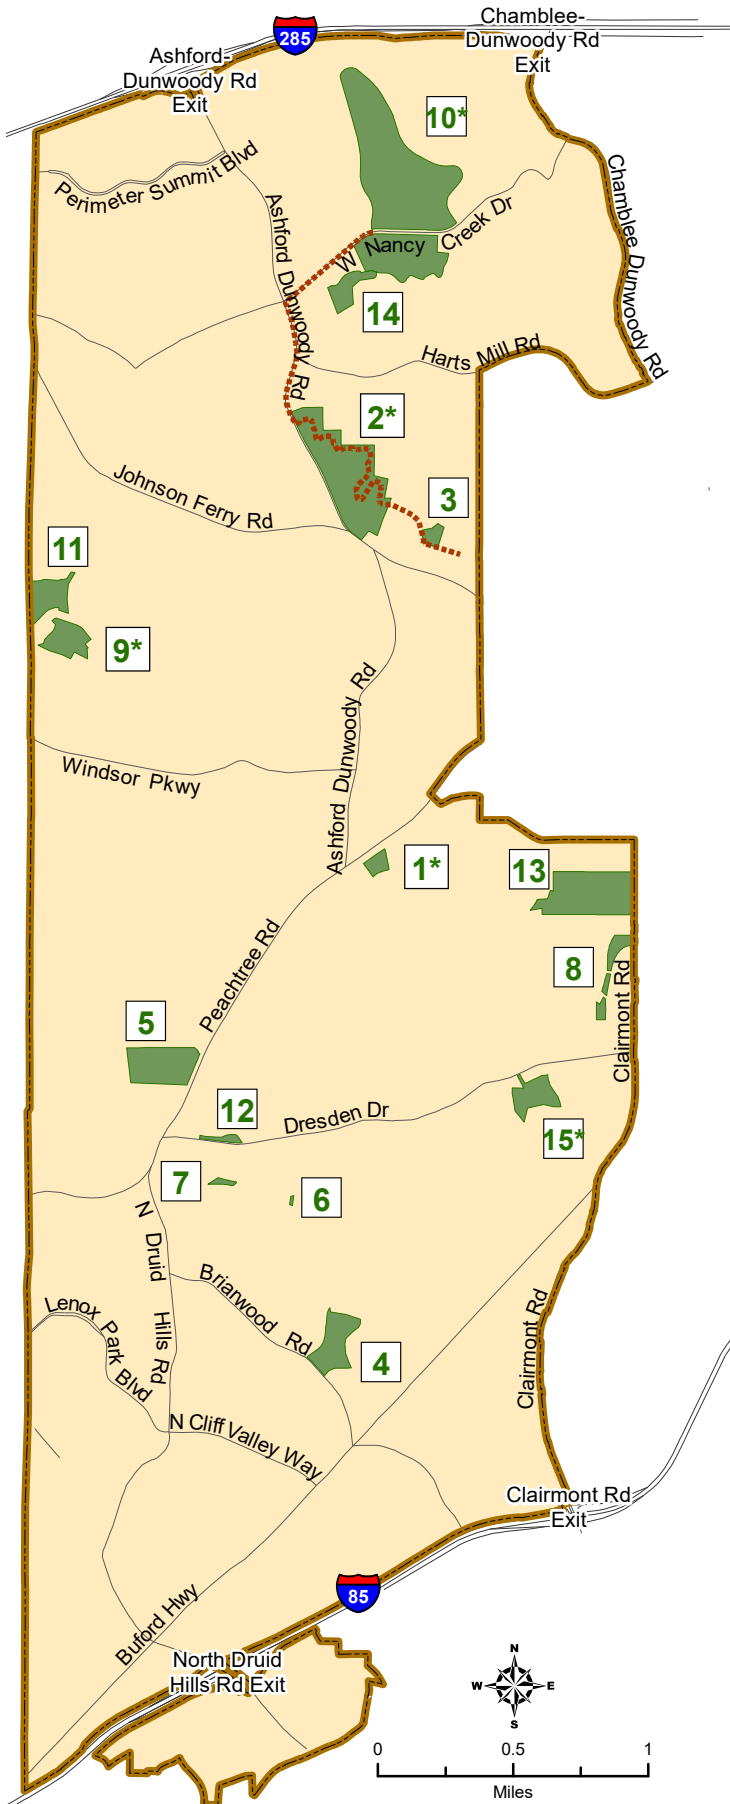 Chamblee-
Dunwoody Rd
Exit
285
Ashford-
Dunwoody Rd
Exit
10*
Perimeter Summit Blvd
Chamblee Dunwoody Rd
Ashford Dunwoody Rd
W Nancy Creek Dr
14
Harts Mill Rd
2*
Johnson Ferry Rd
3
11
9*
Ashford Dunwoody Rd
Windsor Pkwy
1*
13
Peachtree Rd
8
Clairmont Rd
5
12
Dresden Dr
15*
7
6
N Druid Hills Rd
Briarwood Rd
Lenox Park Blvd
4
Clairmont Rd
N Cliff Valley Way
Clairmont Rd
Exit
85
Buford Hwy
North Druid
Hills Rd Exit
N
W E
S
0 0.5 1
Miles